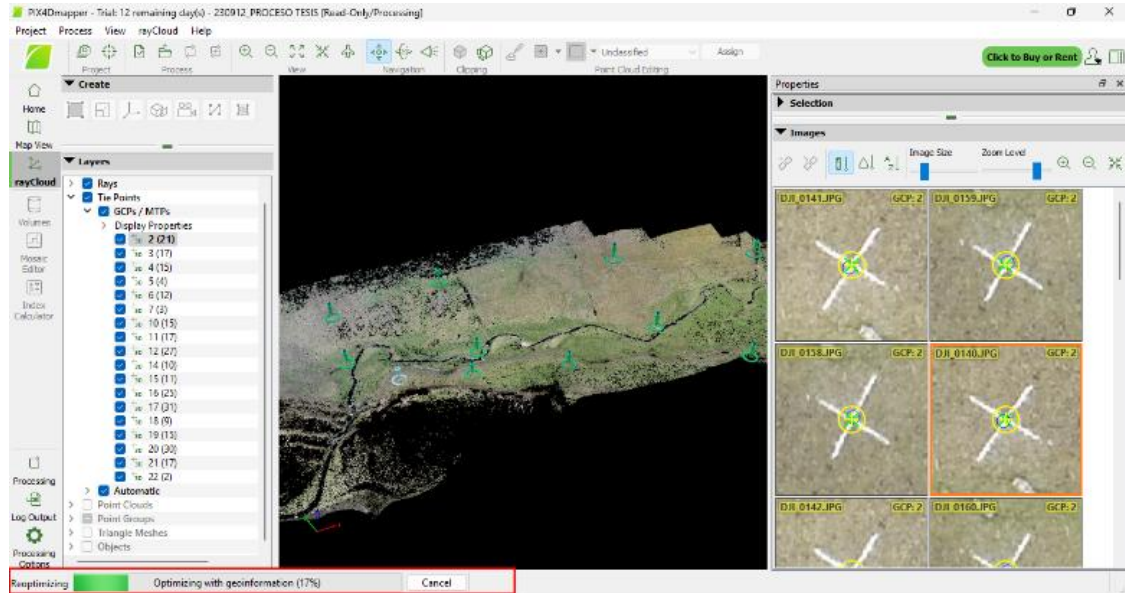 PIX4Dmapper - Trial: 12 remaining day(s) - 230912_PROCESO TESIS [Read-Only/Processing]
Project Process View rayCloud Help
Unclassified Assign
Project Process View Navigation Clipping Point Cloud Editing
Click to Buy or Rent
Home
Map View
rayCloud
Volumes
Mosaic Editor
Index Calculator
Processing
Log Output
Processing Options
Create
Layers
Rays
Tie Points
GCPs / MTPs
Display Properties
2 (21)
3 (17)
4 (15)
5 (4)
6 (12)
7 (3)
10 (15)
11 (17)
12 (27)
14 (10)
15 (11)
16 (25)
17 (31)
18 (9)
19 (15)
20 (30)
21 (17)
22 (2)
Automatic
Point Clouds
Point Groups
Triangle Meshes
Objects
Properties
Selection
Images
Image Size Zoom Level
DJI_0141.JPG GCP: 2 DJI_0159.JPG GCP: 2
DJI_0158.JPG GCP: 2 DJI_0140.JPG GCP: 2
DJI_0142.JPG GCP: 2 DJI_0160.JPG GCP: 2
Reoptimizing Optimizing with geoinformation (17%) Cancel